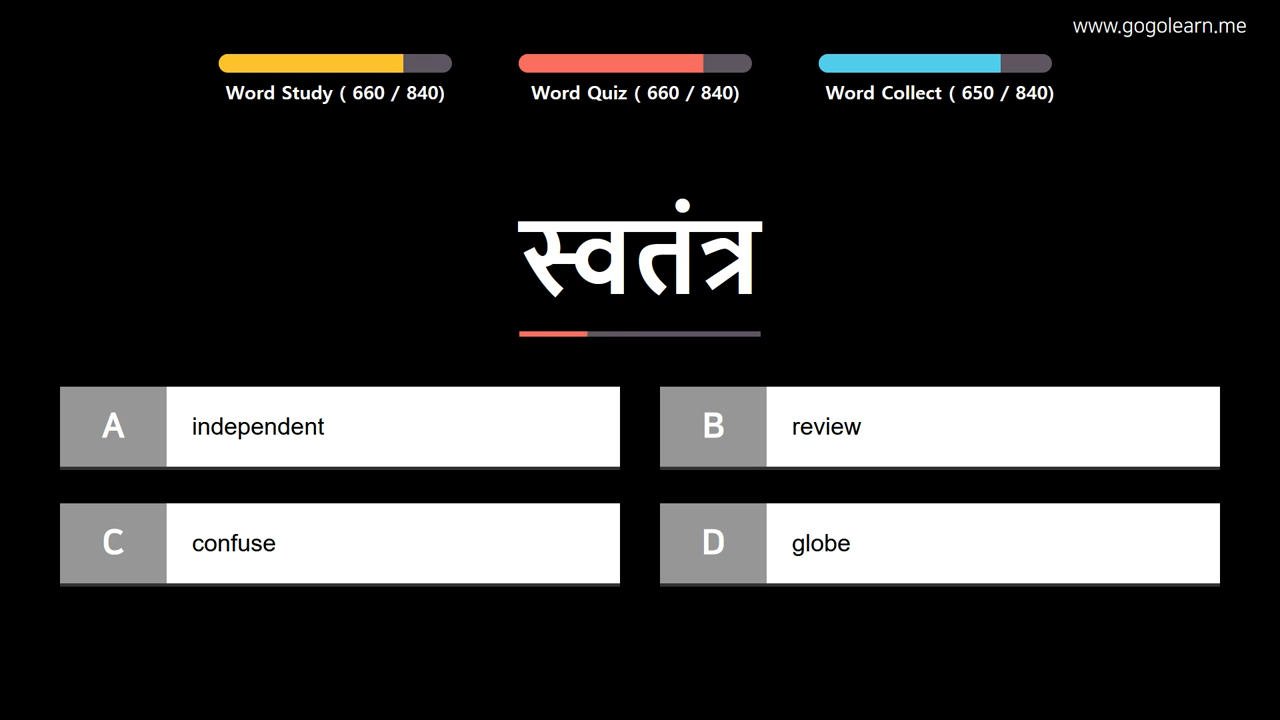 www.gogolearn.me
Word Study ( 660 / 840)
Word Quiz ( 660 / 840)
Word Collect ( 650 / 840)
स्वतंत्र
A independent
B review
C confuse
D globe